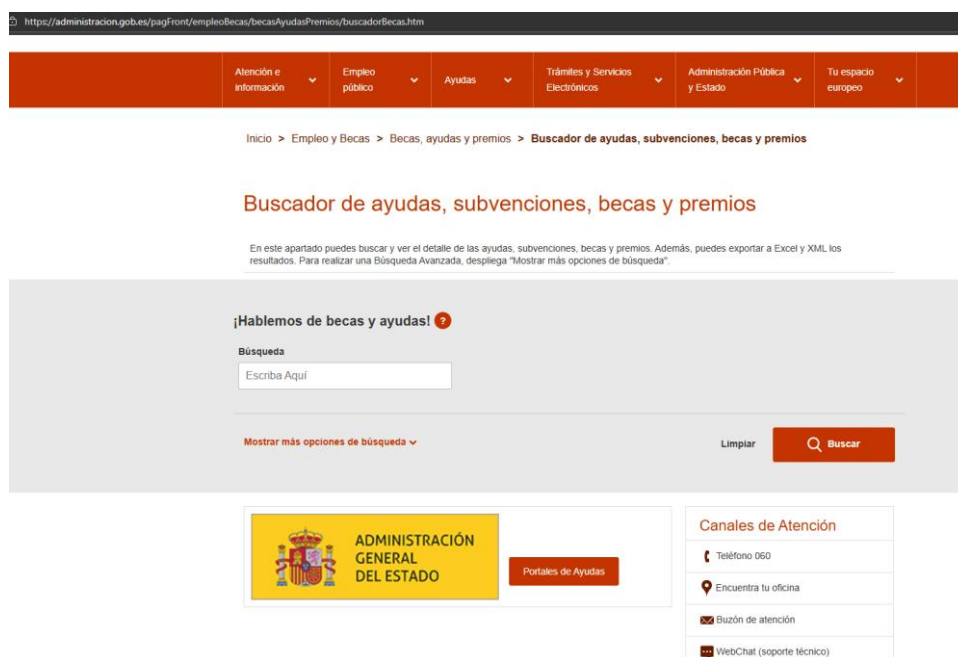 https://administracion.gob.es/pagFront/empleoBecas/becasAyudasPremios/buscadorBecas.htm
Atención e
información
Empleo
público
Ayudas
Trámites y Servicios
Electrónicos
Administración Pública
y Estado
Tu espacio
europeo
Inicio > Empleo y Becas > Becas, ayudas y premios > Buscador de ayudas, subvenciones, becas y premios
Buscador de ayudas, subvenciones, becas y premios
En este apartado puedes buscar y ver el detalle de las ayudas, subvenciones, becas y premios. Además, puedes exportar a Excel y XML los
resultados. Para realizar una Búsqueda Avanzada, despliega "Mostrar más opciones de búsqueda".
¡Hablemos de becas y ayudas! ?
Búsqueda
Escriba Aquí
Mostrar más opciones de búsqueda
Limpiar
Buscar
ADMINISTRACIÓN
GENERAL
DEL ESTADO
Portales de Ayudas
Canales de Atención
Teléfono 060
Encuentra tu oficina
Buzón de atención
WebChat (soporte técnico)